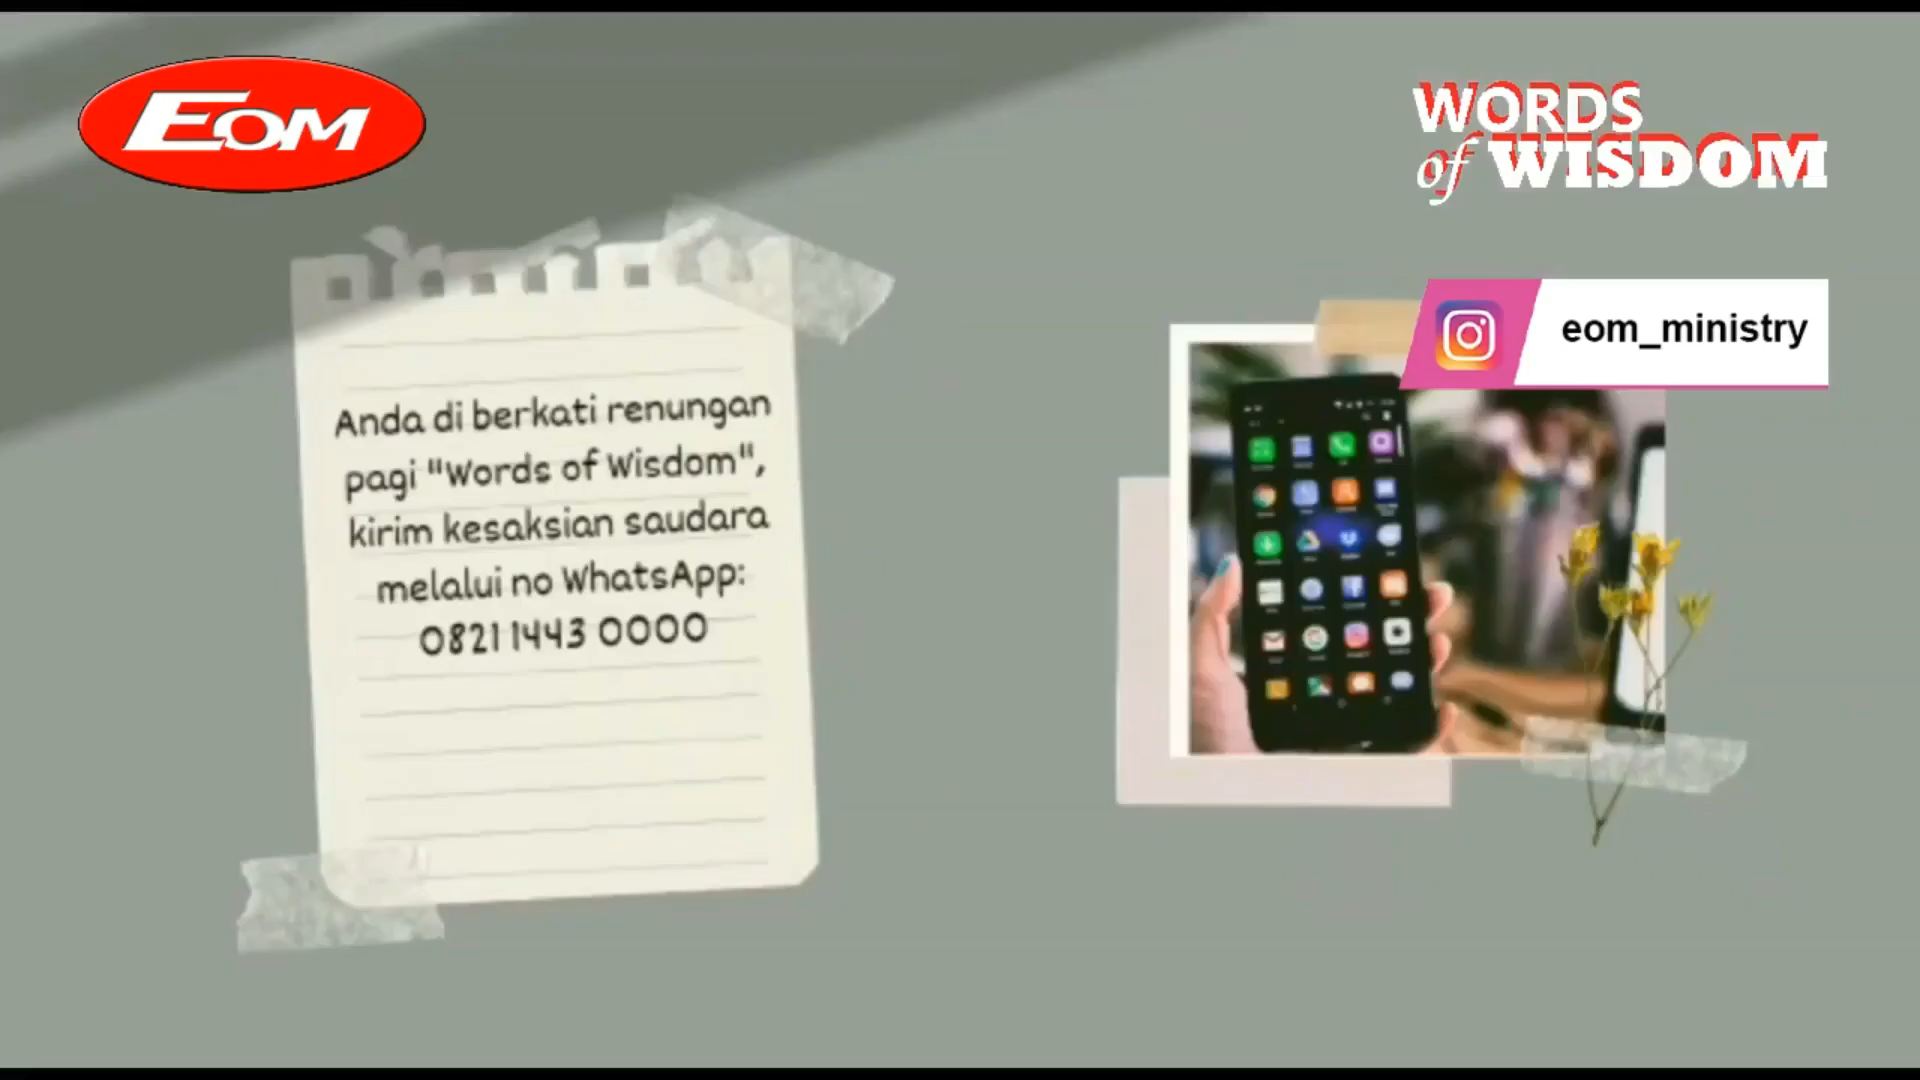 EOM
WORDS
of WISDOM
eom_ministry
Anda di berkati renungan
pagi "Words of Wisdom",
kirim kesaksian saudara
melalui no WhatsApp:
0821 1443 0000